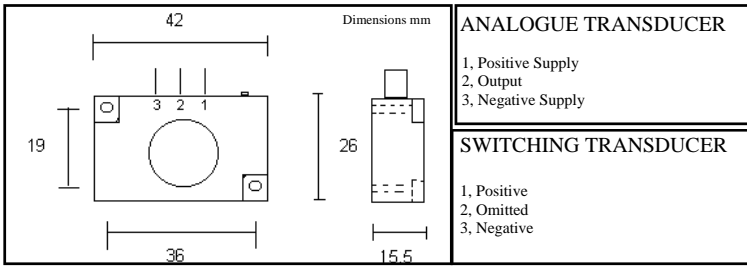 42
Dimensions mm
3 2 1
19
26
36
15.5
ANALOGUE TRANSDUCER
1, Positive Supply
2, Output
3, Negative Supply
SWITCHING TRANSDUCER
1, Positive
2, Omitted
3, Negative